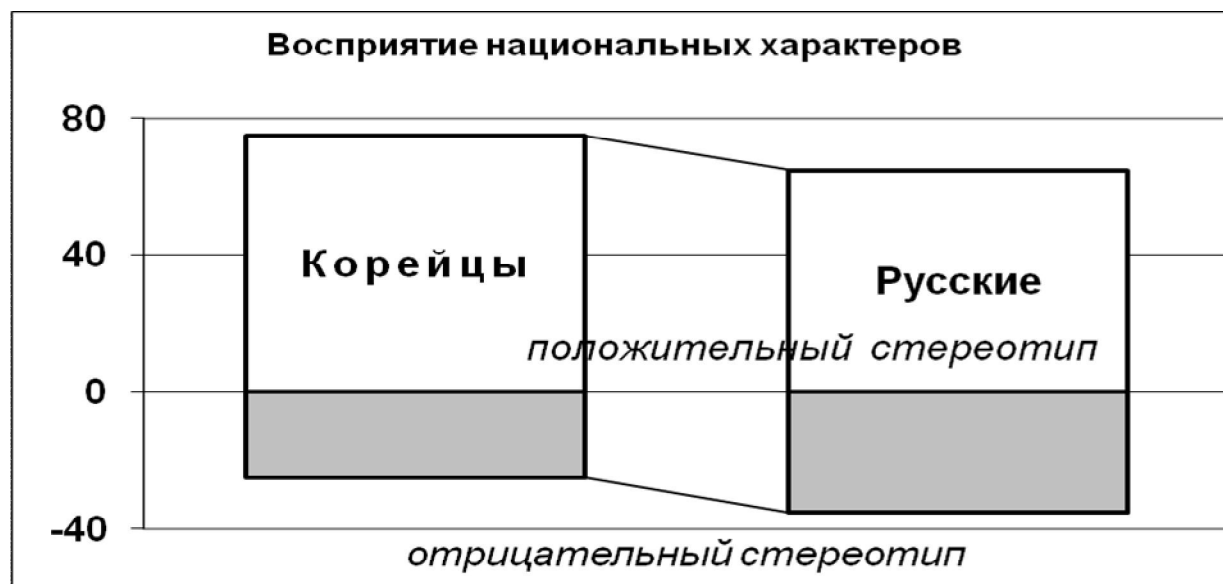 Восприятие национальных характеров
80
40
Корейцы
Русские
положительный стереотип
0
-40
отрицательный стереотип